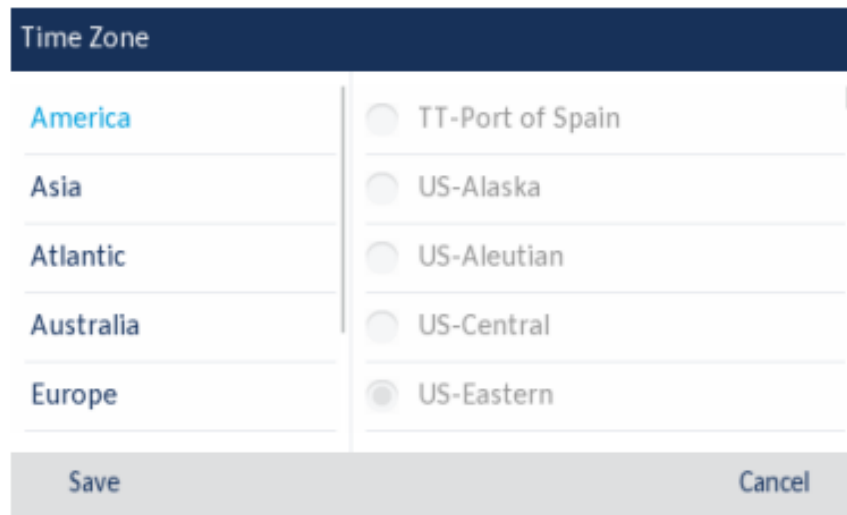 Time Zone
America
Asia
Atlantic
Australia
Europe
TT-Port of Spain
US-Alaska
US-Aleutian
US-Central
US-Eastern
Save
Cancel